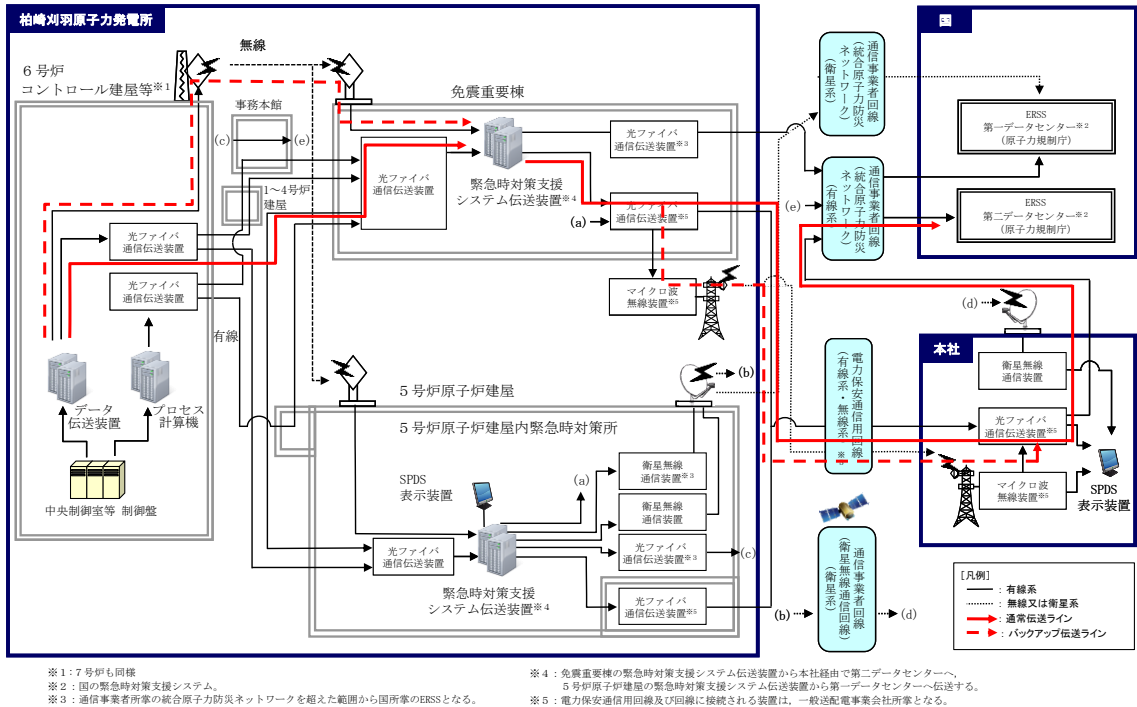 柏崎刈羽原子力発電所
無線
6号炉
コントロール建屋等※1
事務本館
(c)
(e)
1～4号炉
建屋
光ファイバ
通信伝送装置
光ファイバ
通信伝送装置
有線
データ
伝送装置
プロセス
計算機
中央制御室等 制御盤
免震重要棟
光ファイバ
通信伝送装置
緊急時対策支援
システム伝送装置※4
光ファイバ
伝送装置※3
(a)
光ファイバ
通信伝送装置※5
マイクロ波
無線装置※5
5号炉原子炉建屋
(b)
5号炉原子炉建屋内緊急時対策所
SPDS
表示装置
(a)
光ファイバ
通信伝送装置
緊急時対策支援
システム伝送装置※4
衛星無線
通信装置※3
衛星無線
通信装置
光ファイバ
伝送装置※3
(c)
光ファイバ
通信伝送装置※5
通信事業者回線
(統合原子力防災
ネットワーク)
(衛星系)
(e)
通信事業者回線
(統合原子力防災
ネットワーク)
(有線系)
電力保安通信用回線
(有線系・無線系)※5
(b)
通信事業者回線
(衛星無線通信回線)
(衛星系)
(d)
国
ERSS
第一データセンター※2
(原子力規制庁)
ERSS
第二データセンター※2
(原子力規制庁)
(d)
本社
衛星無線
通信装置
光ファイバ
通信伝送装置※5
マイクロ波
無線装置※5
SPDS
表示装置
[凡例]
：有線系
：無線又は衛星系
：通常伝送ライン
：バックアップ伝送ライン
※1：7号炉も同様
※2：国の緊急時対策支援システム。
※3：通信事業者所掌の統合原子力防災ネットワークを超えた範囲から国所掌のERSSとなる。
※4：免震重要棟の緊急時対策支援システム伝送装置から本社経由で第二データセンターへ,
5号炉原子炉建屋の緊急時対策支援システム伝送装置から第一データセンターへ伝送する。
※5：電力保安通信用回線及び回線に接続される装置は，一般送配電事業会社所掌となる。